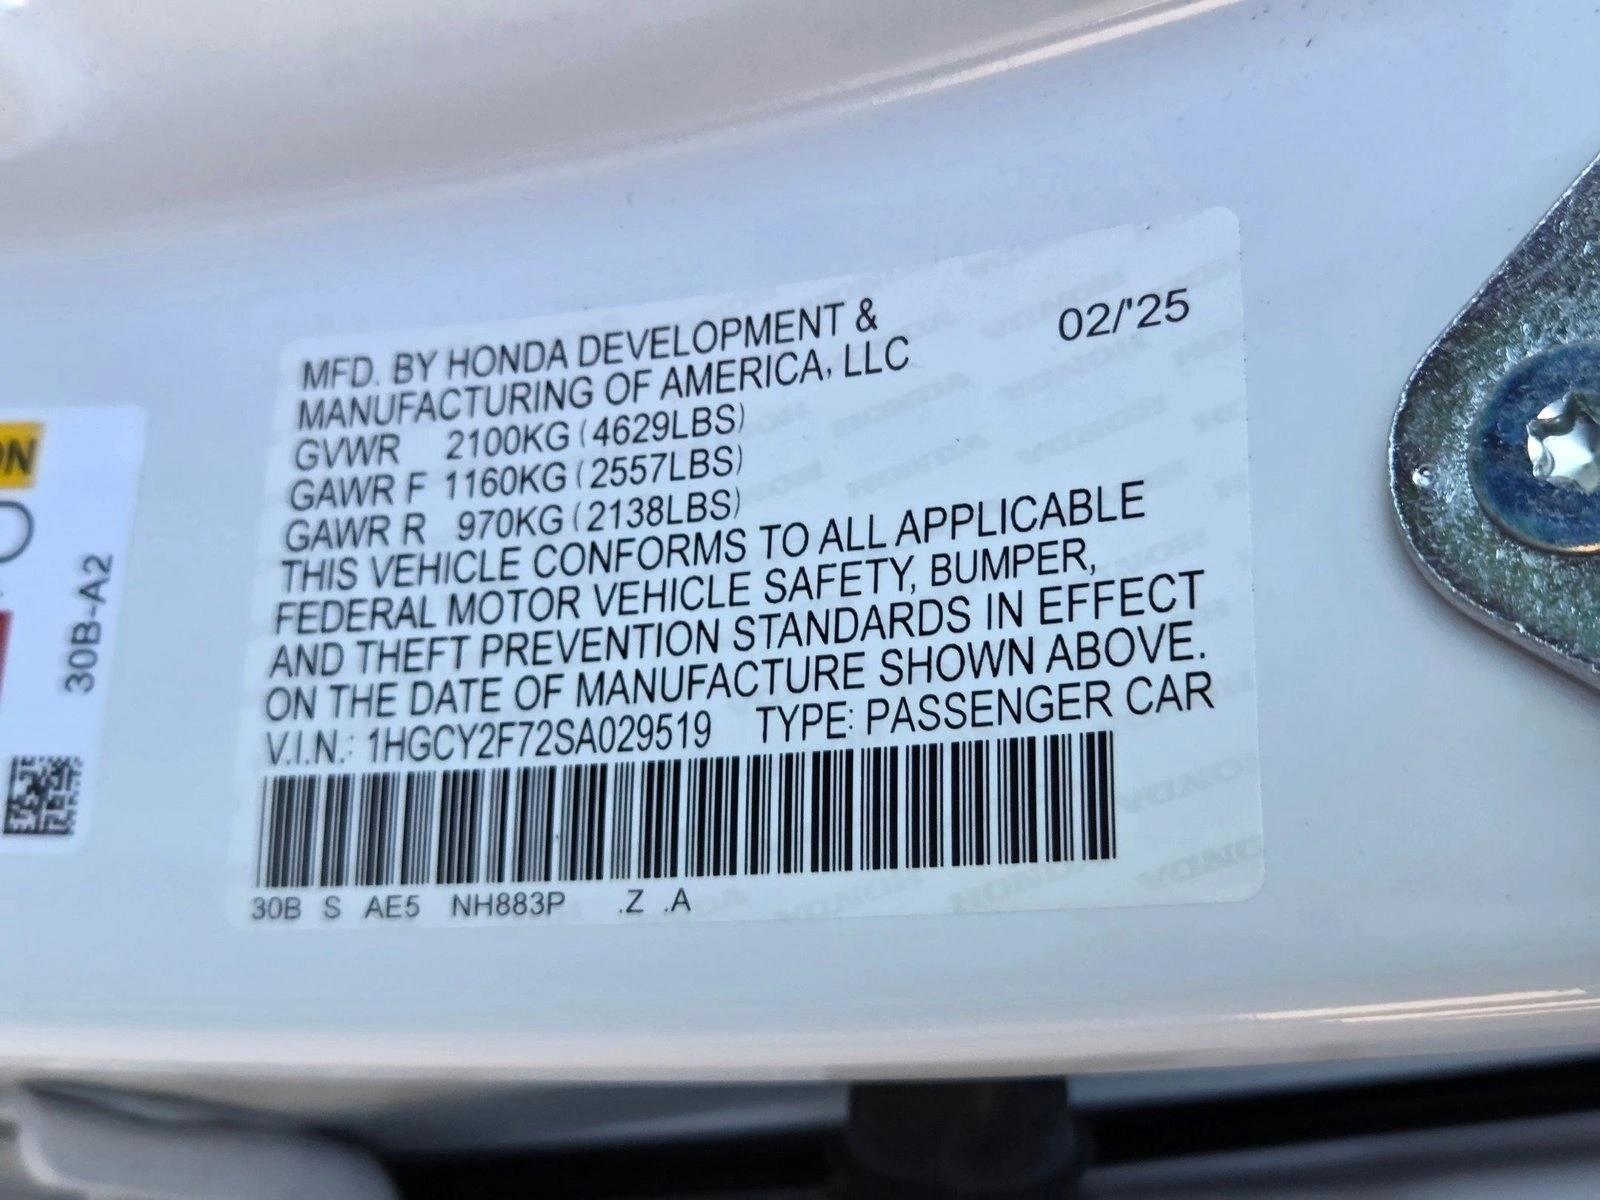 MFD. BY HONDA DEVELOPMENT &
MANUFACTURING OF AMERICA, LLC
02/'25
GVWR 2100KG (4629LBS)
GAWR F 1160KG (2557LBS)
GAWR R 970KG (2138LBS)
THIS VEHICLE CONFORMS TO ALL APPLICABLE
FEDERAL MOTOR VEHICLE SAFETY, BUMPER,
AND THEFT PREVENTION STANDARDS IN EFFECT
ON THE DATE OF MANUFACTURE SHOWN ABOVE.
V.I.N.: 1HGCY2F72SA029519 TYPE: PASSENGER CAR
30B S AE5 NH883P .Z .A
30B-A2